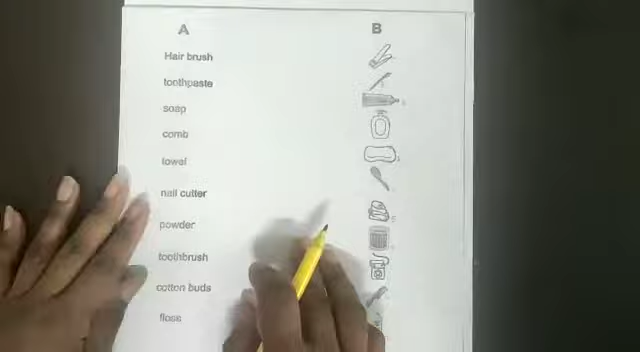 A B
Hair brush
toothpaste
soap
comb
towel
nail cutter
powder
toothbrush
cotton buds
floss